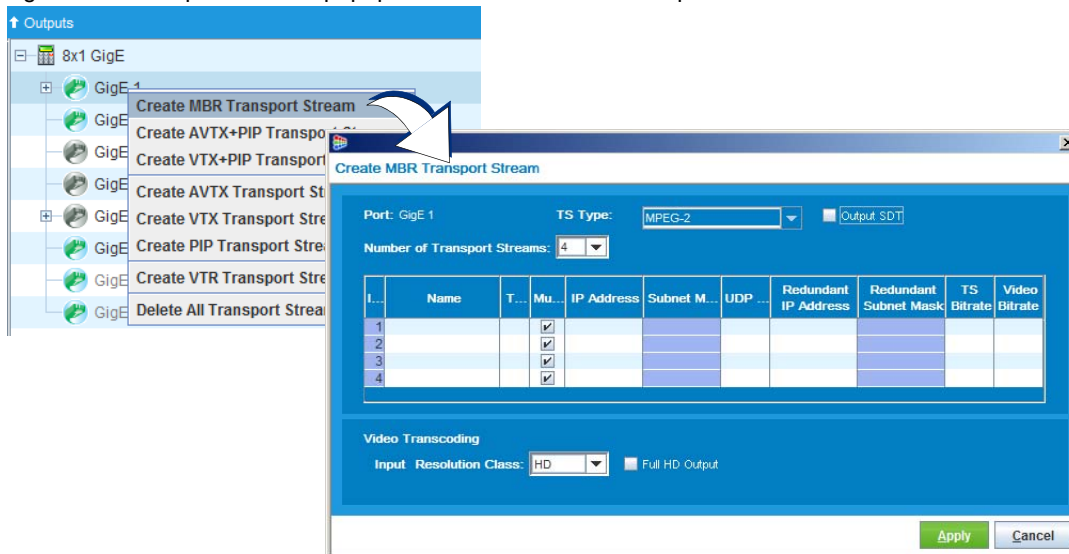 Outputs
8x1 GigE
GigE 1
GigE
GigE
GigE
GigE
GigE
GigE
GigE
Create MBR Transport Stream
Create AVTX+PIP Transpo
Create VTX+PIP Transport
Create AVTX Transport St
Create VTX Transport Stre
Create PIP Transport Strea
Create VTR Transport Stre
Delete All Transport Strea
Create MBR Transport Stream
Port: GigE 1 TS Type: MPEG-2 Output SDT
Number of Transport Streams: 4
I... Name T... Mu... IP Address Subnet M... UDP ... Redundant IP Address Redundant Subnet Mask TS Bitrate Video Bitrate
1
2
3
4
Video Transcoding
Input Resolution Class: HD Full HD Output
Apply Cancel